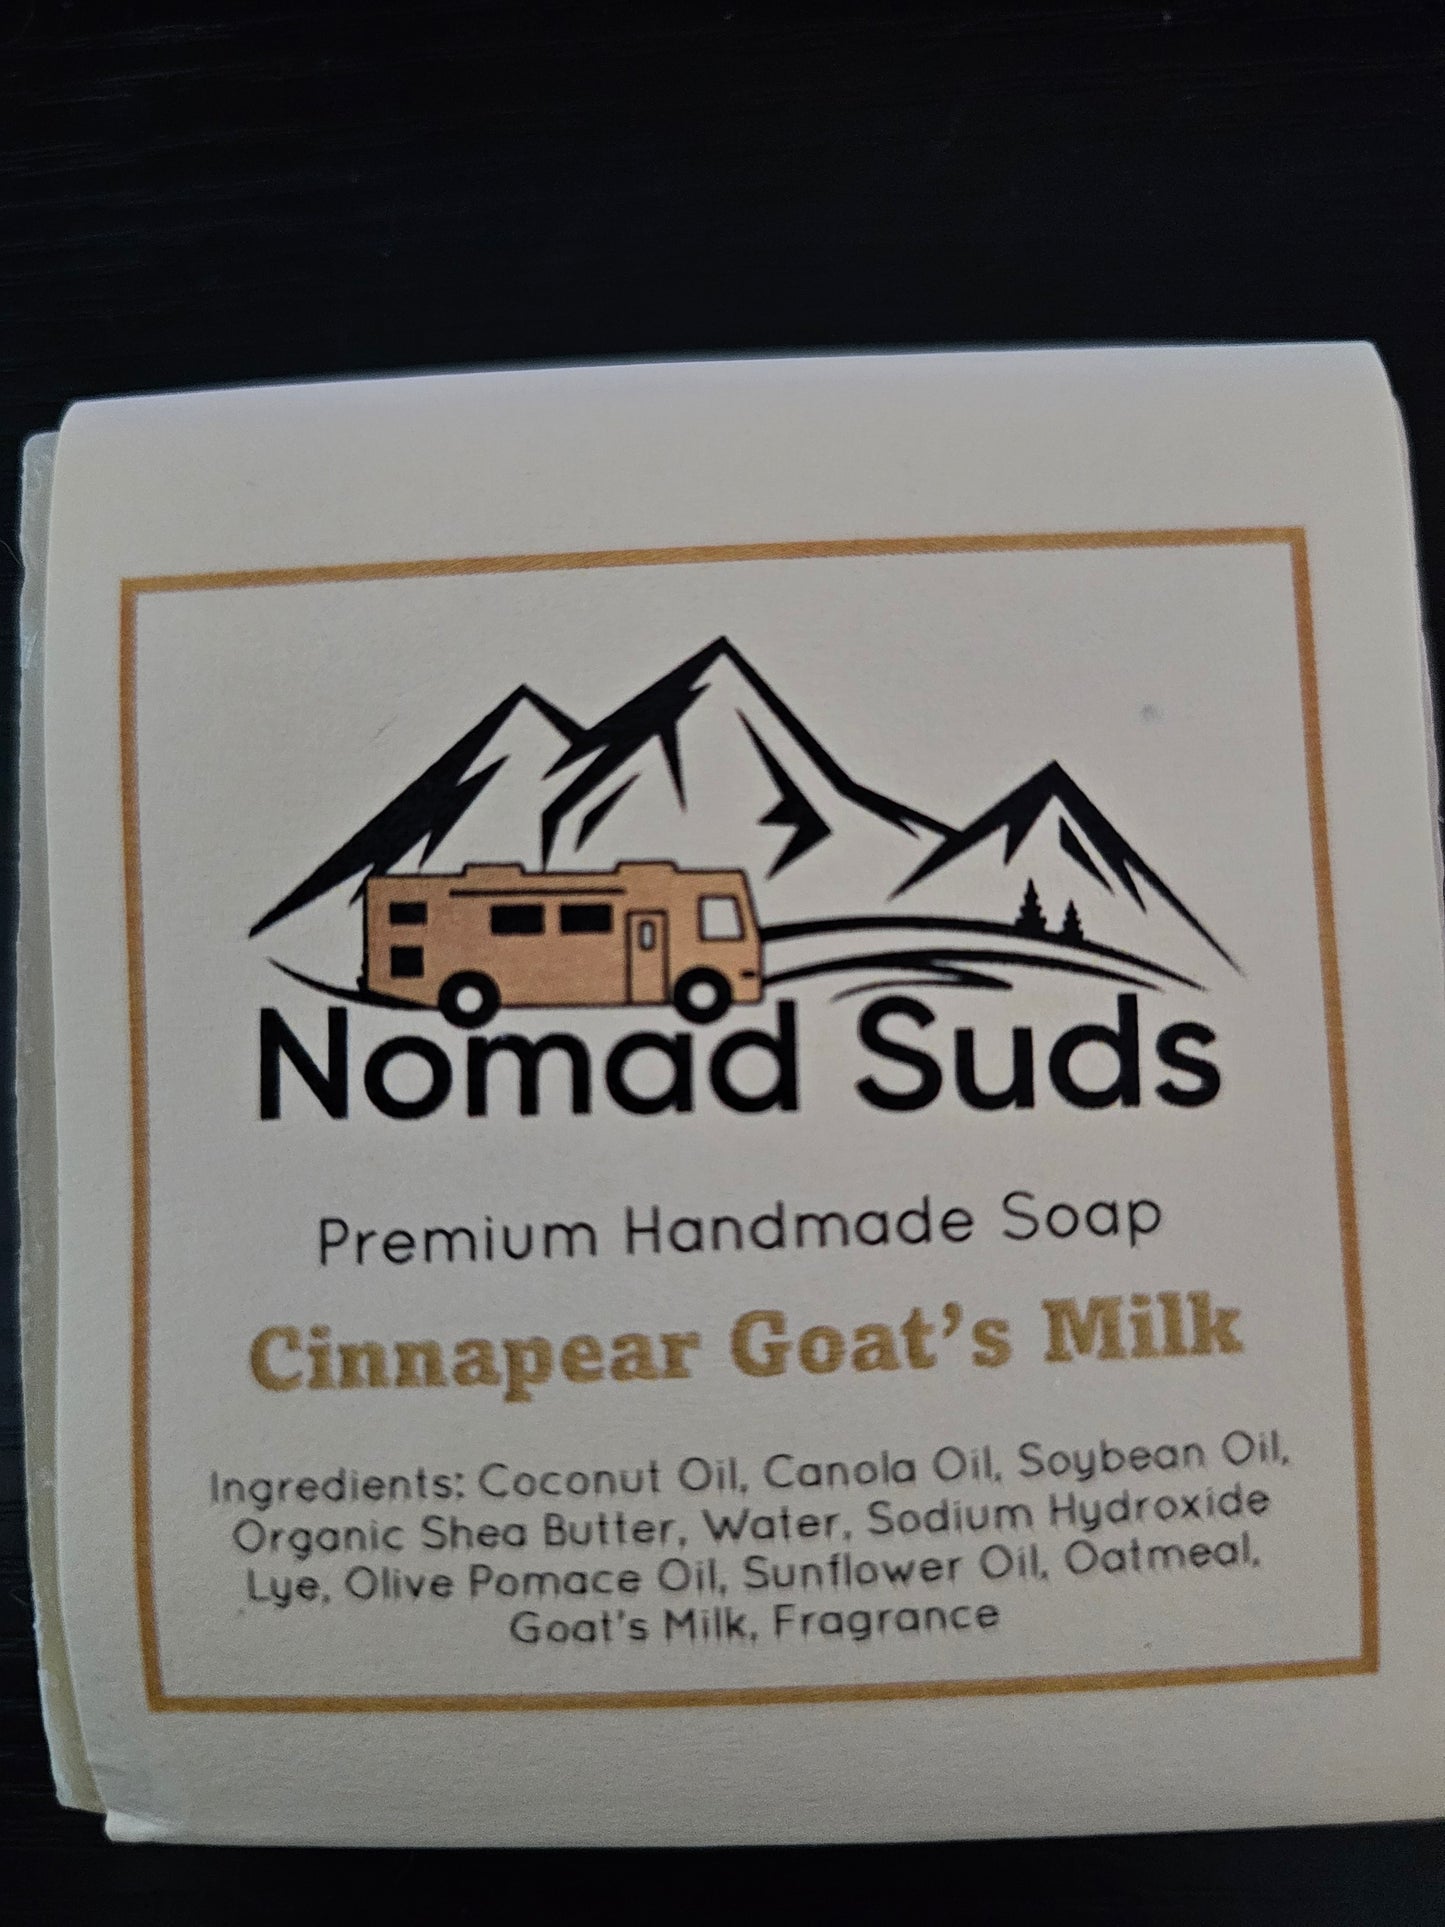 Nomad Suds
Premium Handmade Soap
Cinnapear Goat's Milk
Ingredients: Coconut Oil, Canola Oil, Soybean Oil,
Organic Shea Butter, Water, Sodium Hydroxide
Lye, Olive Pomace Oil, Sunflower Oil, Oatmeal,
Goat's Milk, Fragrance